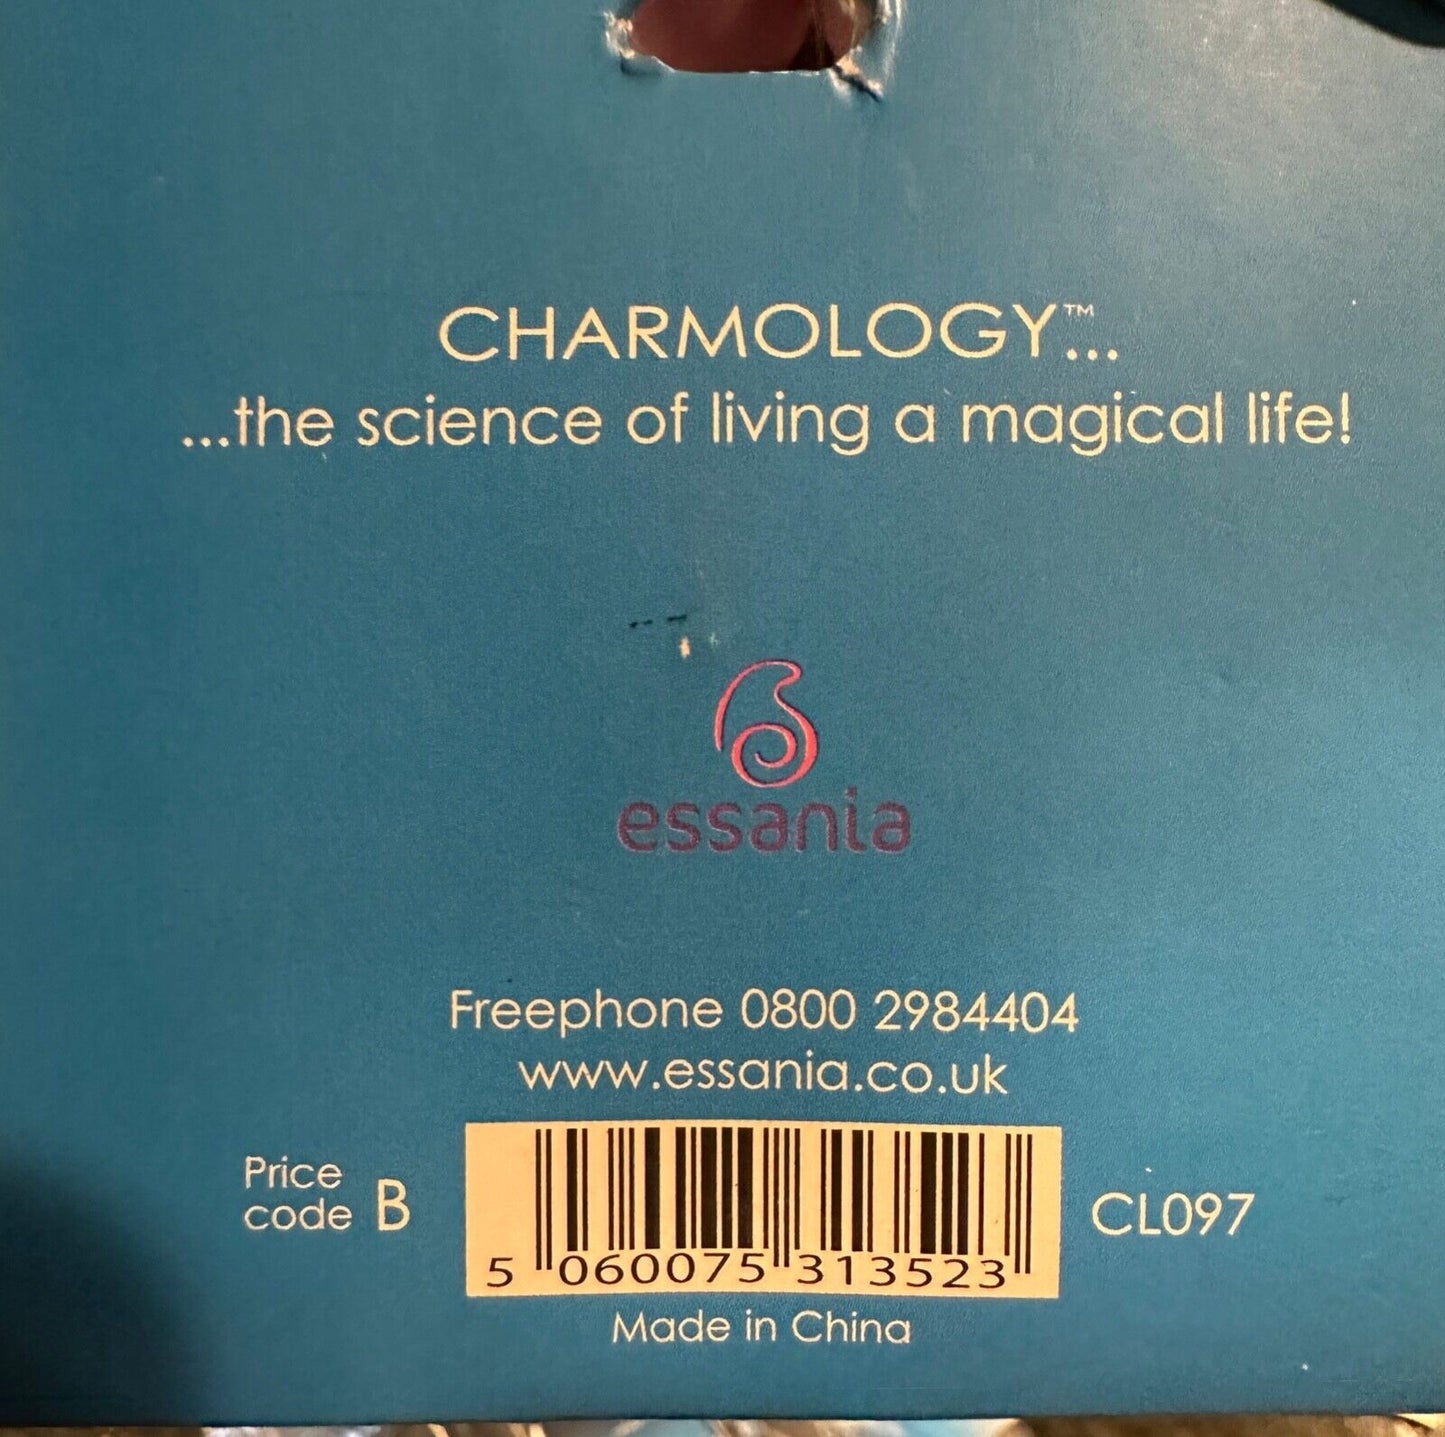 CHARMOLOGY™...
...the science of living a magical life!
essania
Freephone 0800 2984404
www.essania.co.uk
Price
code B
CL097
5 060075 313523
Made in China